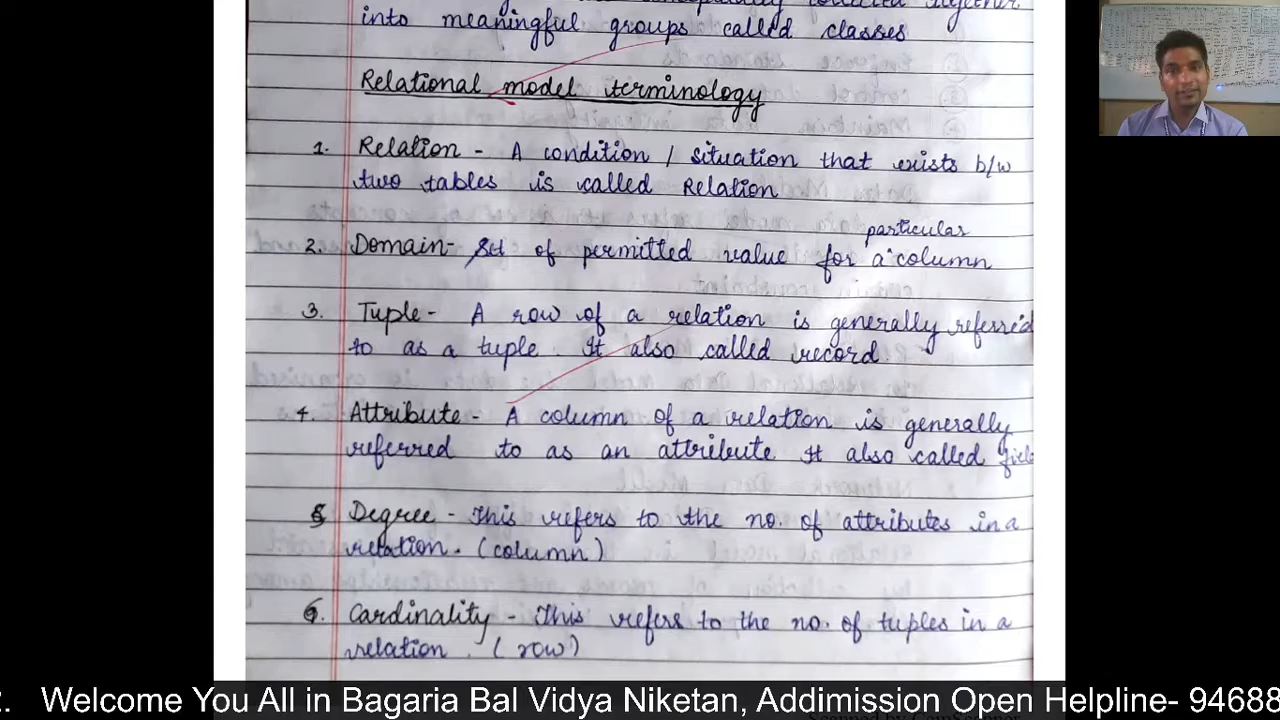 into meaningful groups called classes
Relational model terminology
1. Relation - A condition / situation that exists b/w
two tables is called Relation
particular
2. Domain- Set of permitted value for a column
3. Tuple- A row of a relation is generally referred
to as a tuple. It also called record.
4. Attribute - A column of a relation is generally
referred to as an attribute It also called field
5 Degree - This refers to the no. of attributes in a
relation. (column)
6. Cardinality - This refers to the no. of tuples in a
relation. (row)
Welcome You All in Bagaria Bal Vidya Niketan, Addimission Open Helpline- 94688